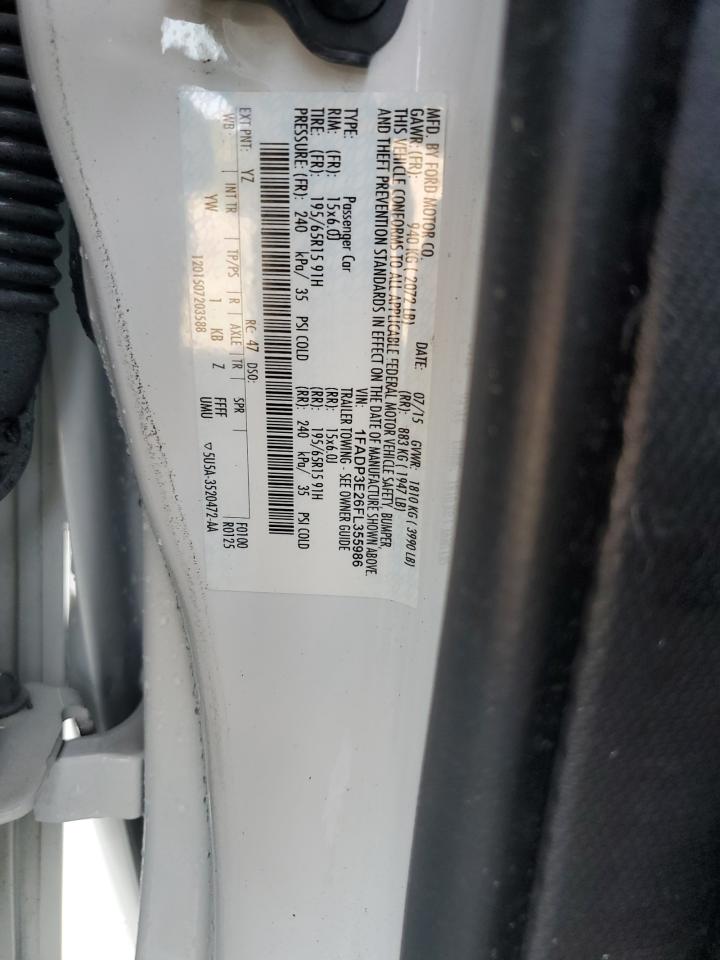 MFD. BY FORD MOTOR CO.
DATE: 07/15 GVWR: 1810 KG ( 3990 LB)
GAWR: (FR): 940 KG ( 2072 LB) (RR): 883 KG ( 1947 LB)
THIS VEHICLE CONFORMS TO ALL APPLICABLE FEDERAL MOTOR VEHICLE SAFETY, BUMPER,
AND THEFT PREVENTION STANDARDS IN EFFECT ON THE DATE OF MANUFACTURE SHOWN ABOVE
VIN: 1FADP3E26FL355986
TYPE: Passenger Car TRAILER TOWING - SEE OWNER GUIDE
RIM: (FR): 15x6.0J (RR): 15x6.0J
TIRE: (FR): 195/65R15 91H (RR): 195/65R15 91H
PRESSURE: (FR): 240 kPa/ 35 PSI COLD (RR): 240 kPa/ 35 PSI COLD
F0100
EXT PNT: YZ RC: 47 DSO: R0125
WB INT TR TP/PS R AXLE TR SPR
YW 1 KB Z FFFF
UMU
1201507203588 ▽5U5A-3520472-AA